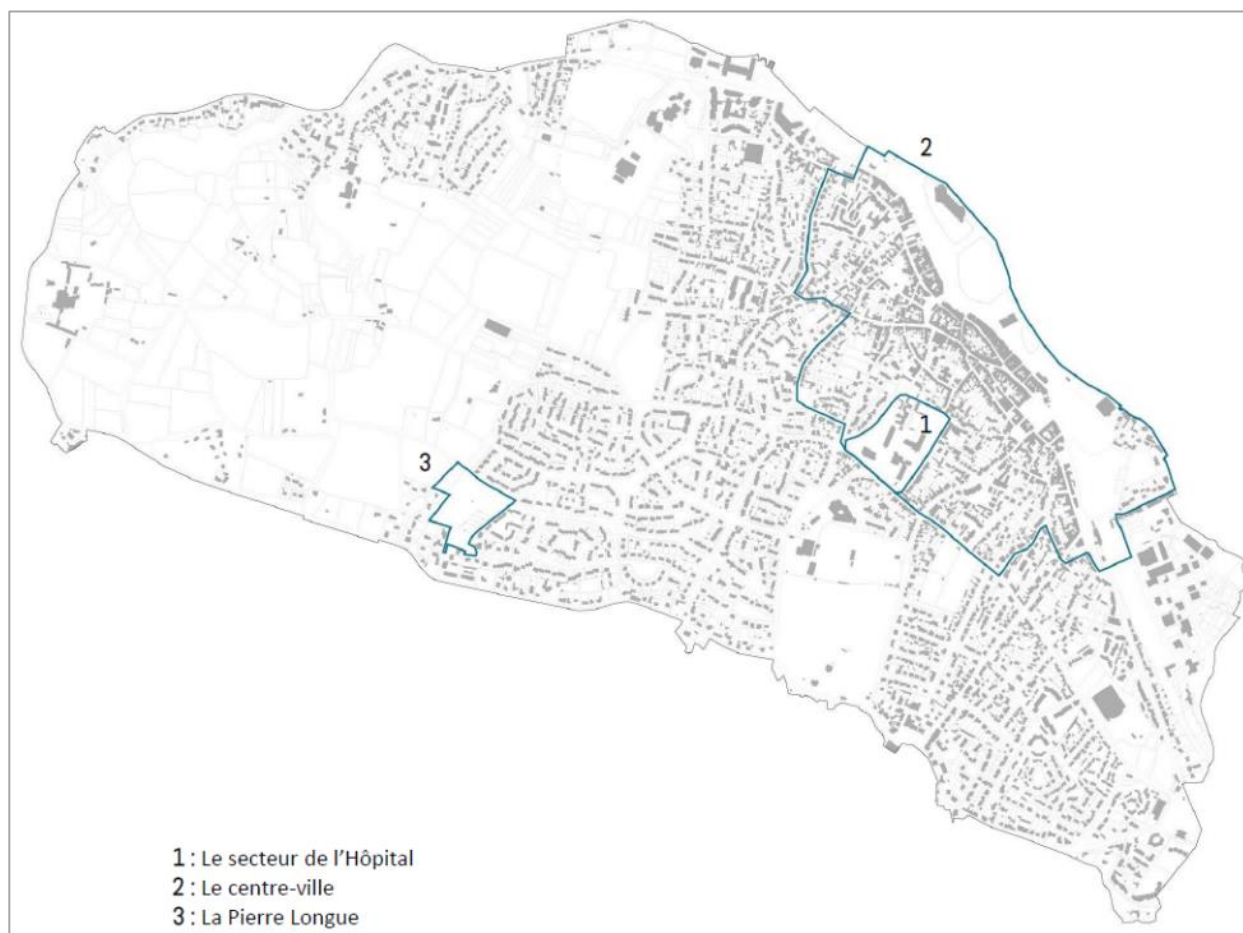 2
1
3
1 : Le secteur de l'Hôpital
2 : Le centre-ville
3 : La Pierre Longue